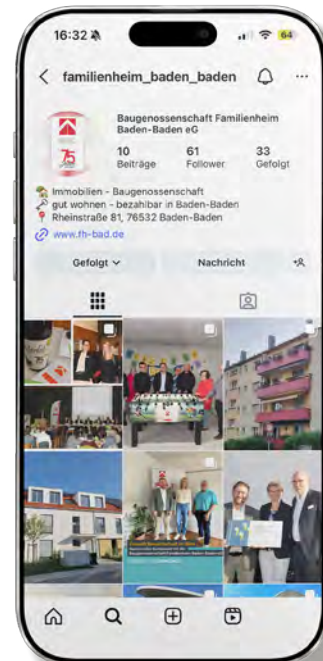 16:32
64
familienheim_baden_baden
75
Baugenossenschaft Familienheim
Baden-Baden eG
10 61 33
Beiträge Follower Gefolgt
Immobilien - Baugenossenschaft
gut wohnen - bezahlbar in Baden-Baden
Rheinstraße 81, 76532 Baden-Baden
www.fh-bad.de
Gefolgt Nachricht